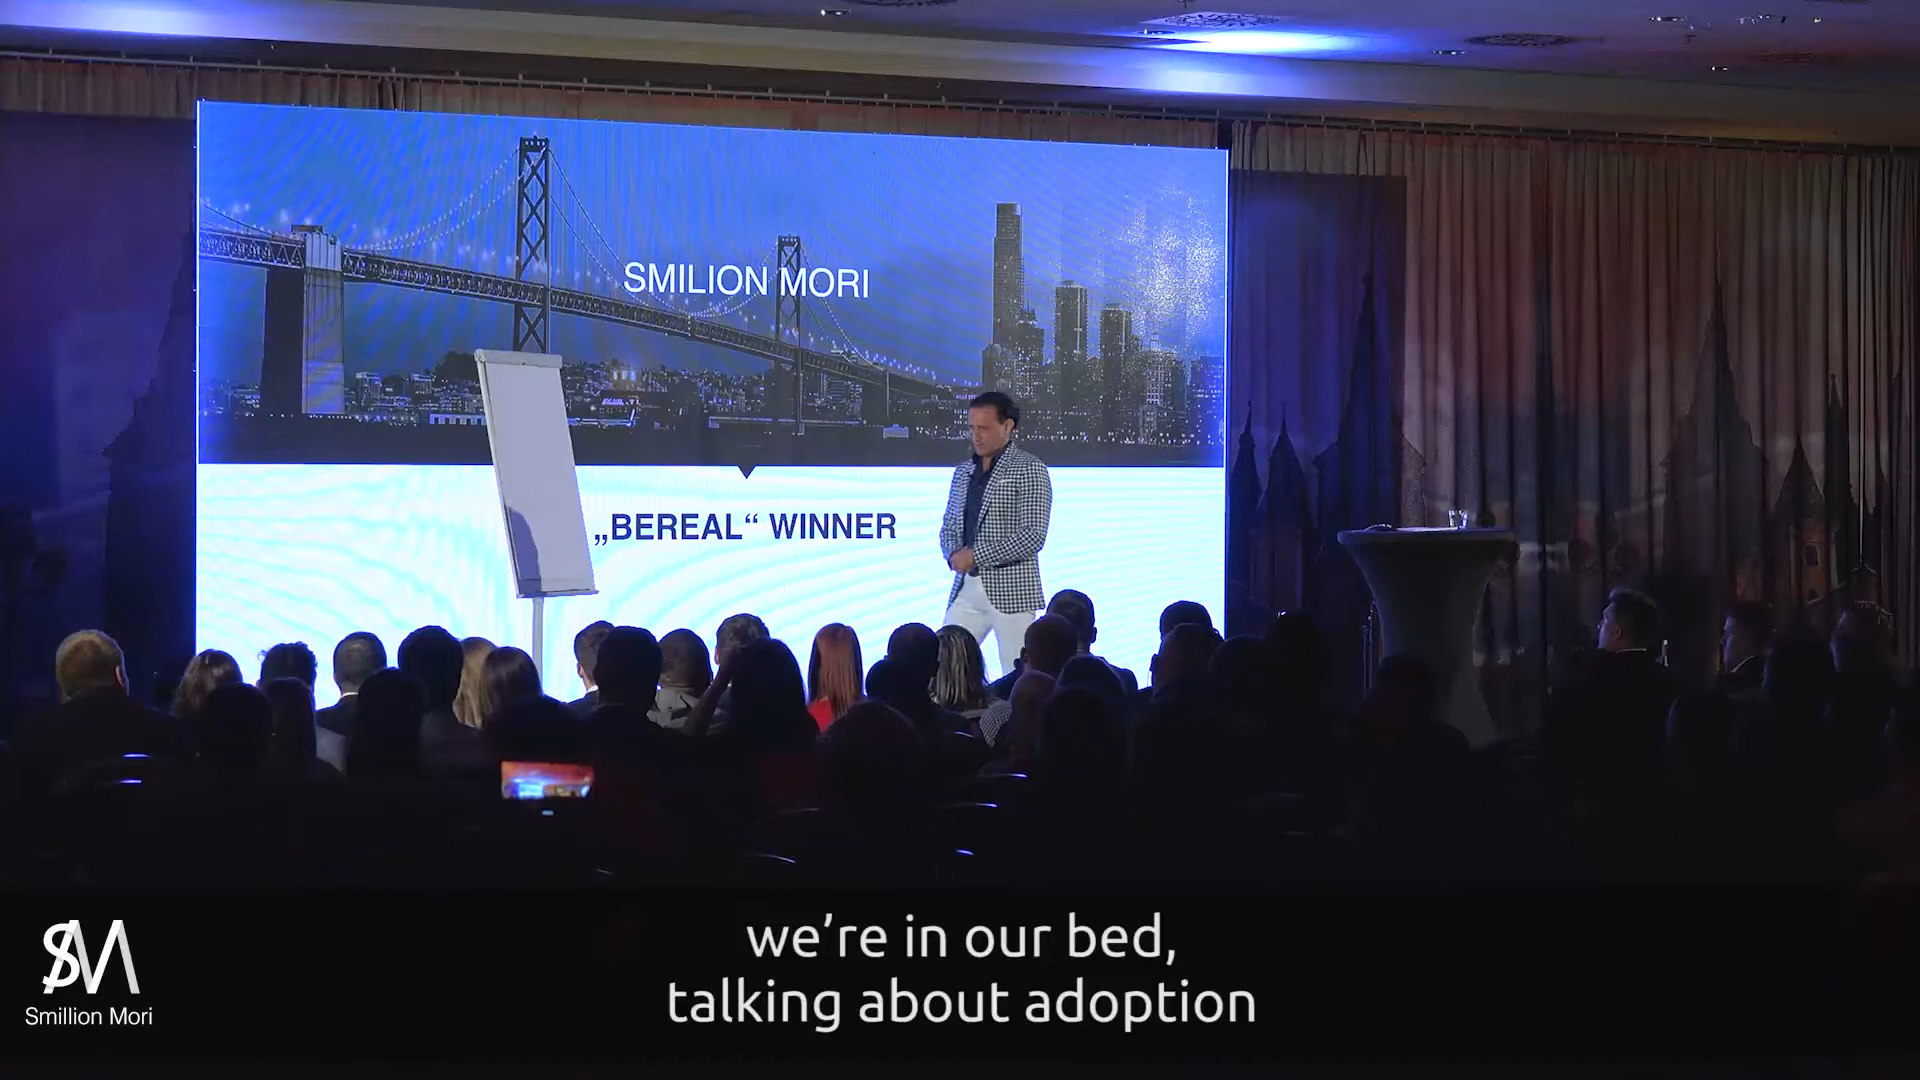 SMILION MORI
„BEREAL“ WINNER
we’re in our bed,
talking about adoption
SM
Smillion Mori